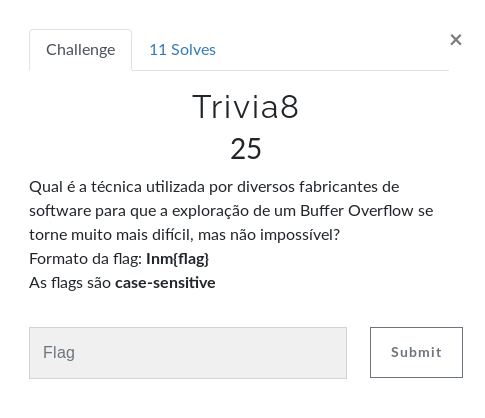 Challenge
11 Solves
×
Trivia8
25
Qual é a técnica utilizada por diversos fabricantes de
software para que a exploração de um Buffer Overflow se
torne muito mais difícil, mas não impossível?
Formato da flag: Inm{flag}
As flags são case-sensitive
Flag
Submit